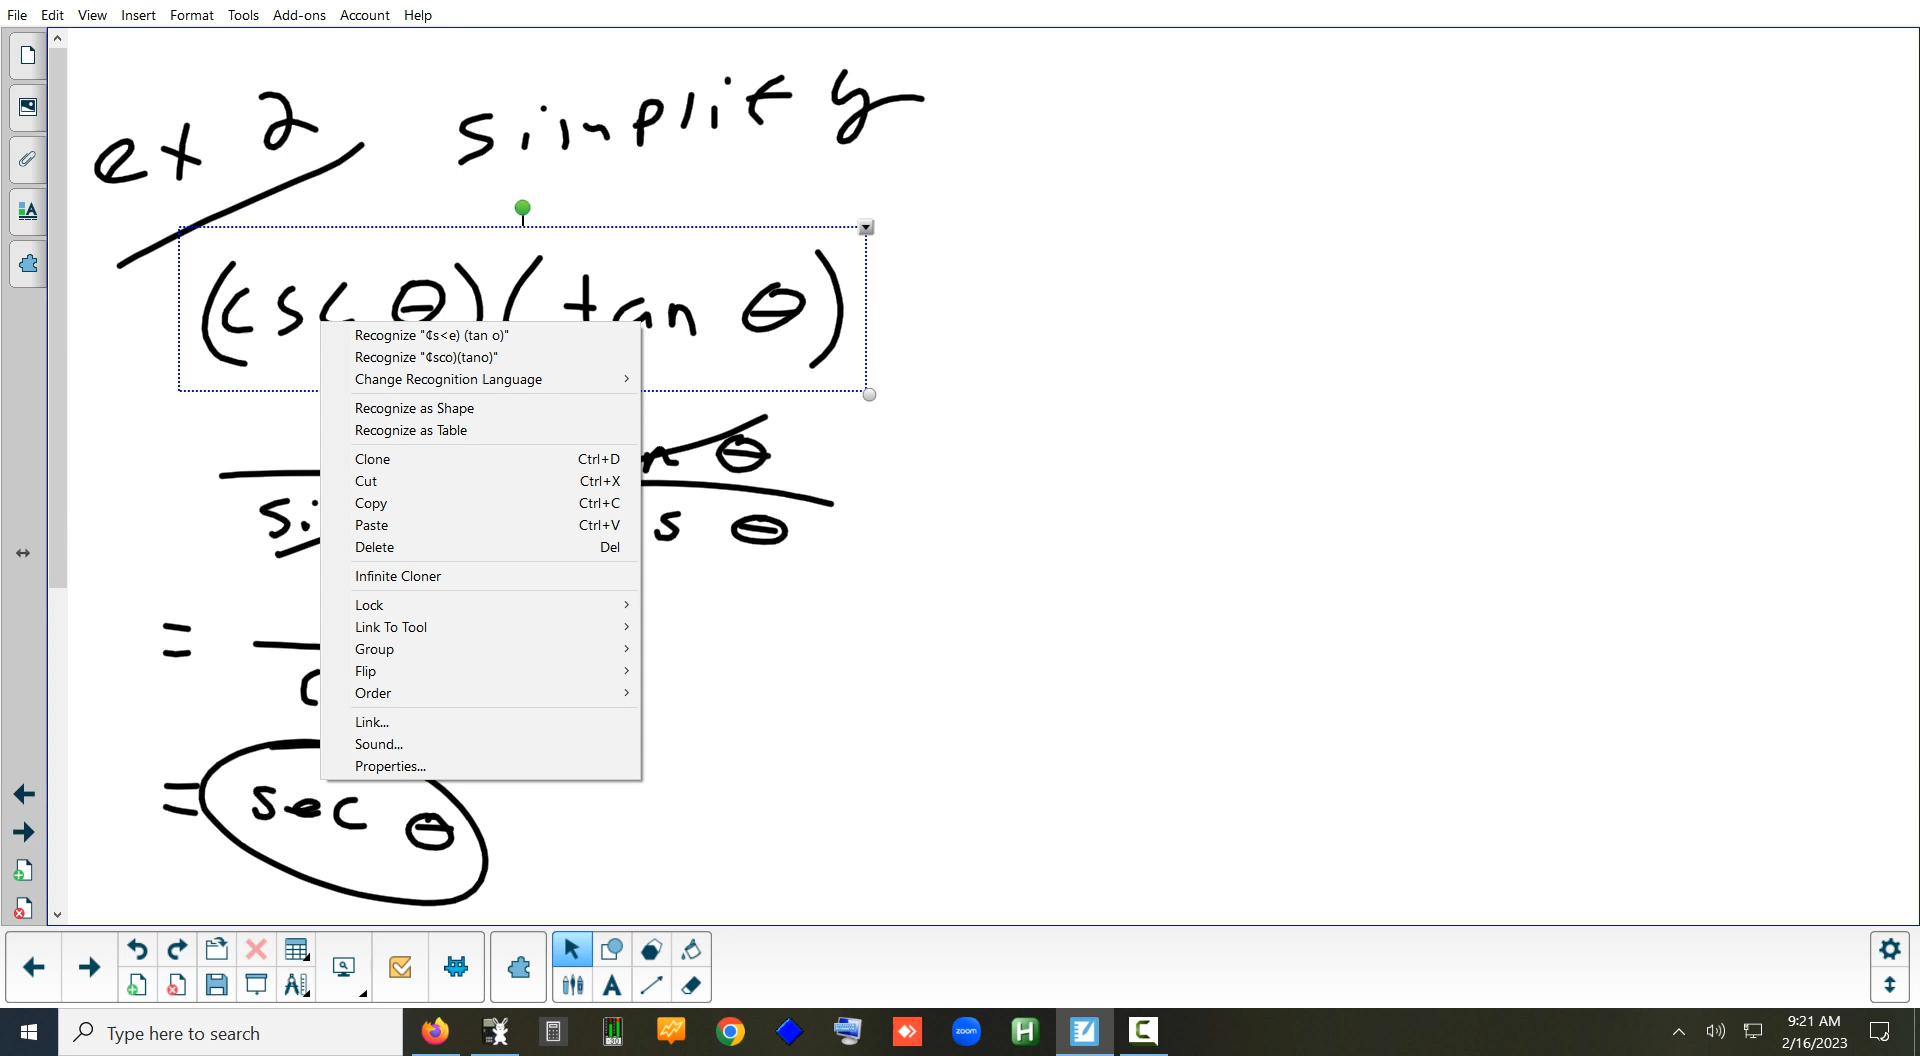 File Edit View Insert Format Tools Add-ons Account Help
ex 2 simplify
(csc θ)(tan θ)
Recognize "¢s<e) (tan o)"
Recognize "¢sco)(tano)"
Change Recognition Language
Recognize as Shape
Recognize as Table
Clone Ctrl+D
Cut Ctrl+X
Copy Ctrl+C
Paste Ctrl+V
Delete Del
Infinite Cloner
Lock
Link To Tool
Group
Flip
Order
Link...
Sound...
Properties...
θ
s θ
=
= sec θ
Type here to search
zoom
9:21 AM
2/16/2023